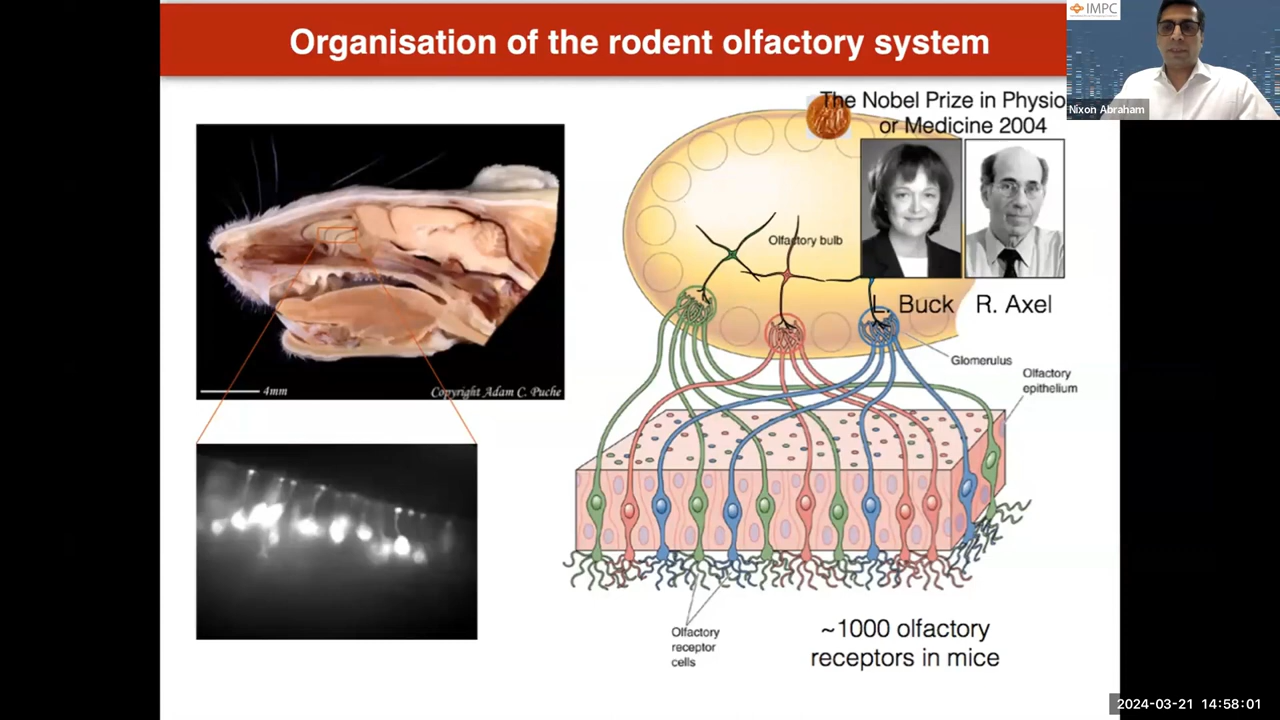 Organisation of the rodent olfactory system
IMPC
Nixon Abraham
The Nobel Prize in Physio
or Medicine 2004
Olfactory bulb
L. Buck
R. Axel
Glomerulus
Olfactory
epithelium
4mm
Copyright Adam C. Puche
Olfactory
receptor
cells
~1000 olfactory
receptors in mice
2024-03-21 14:58:01